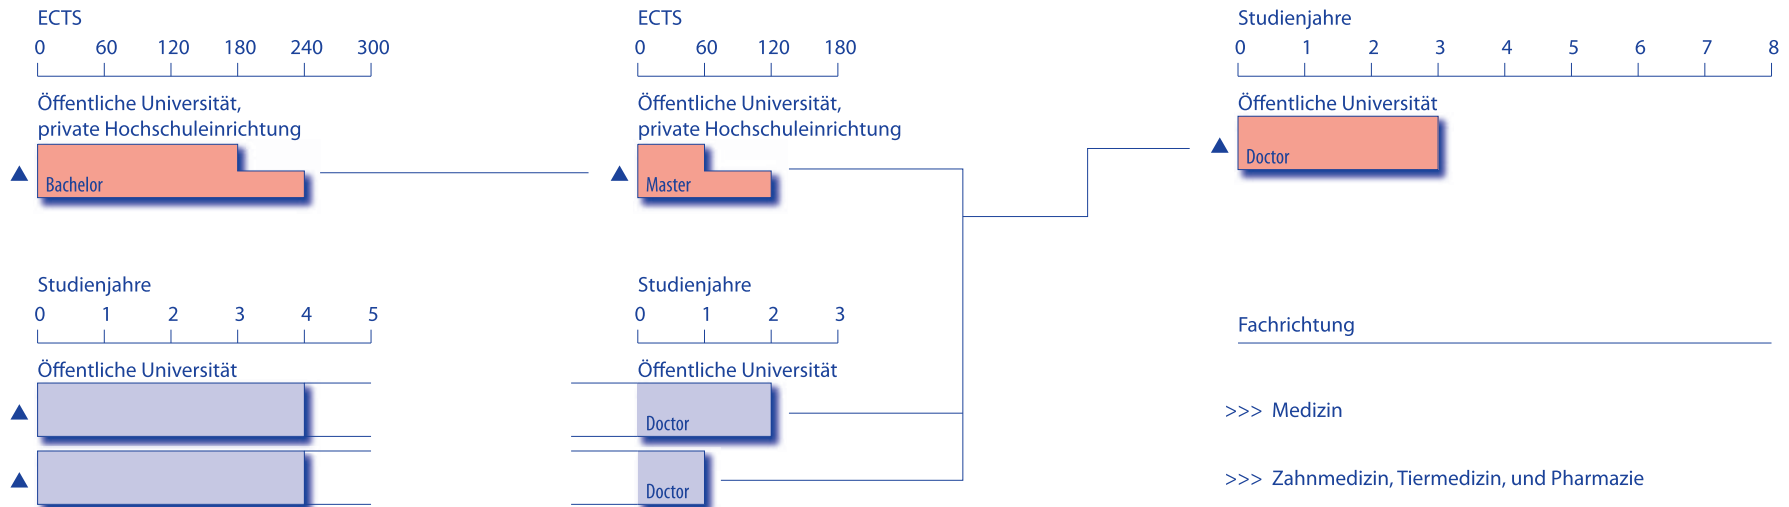 ECTS
0 60 120 180 240 300
Öffentliche Universität,
private Hochschuleinrichtung
Bachelor
ECTS
0 60 120 180
Öffentliche Universität,
private Hochschuleinrichtung
Master
Studienjahre
0 1 2 3 4 5 6 7 8
Öffentliche Universität
Doctor
Studienjahre
0 1 2 3 4 5
Öffentliche Universität
Studienjahre
0 1 2 3
Öffentliche Universität
Doctor
Doctor
Fachrichtung
>>> Medizin
>>> Zahnmedizin, Tiermedizin, und Pharmazie